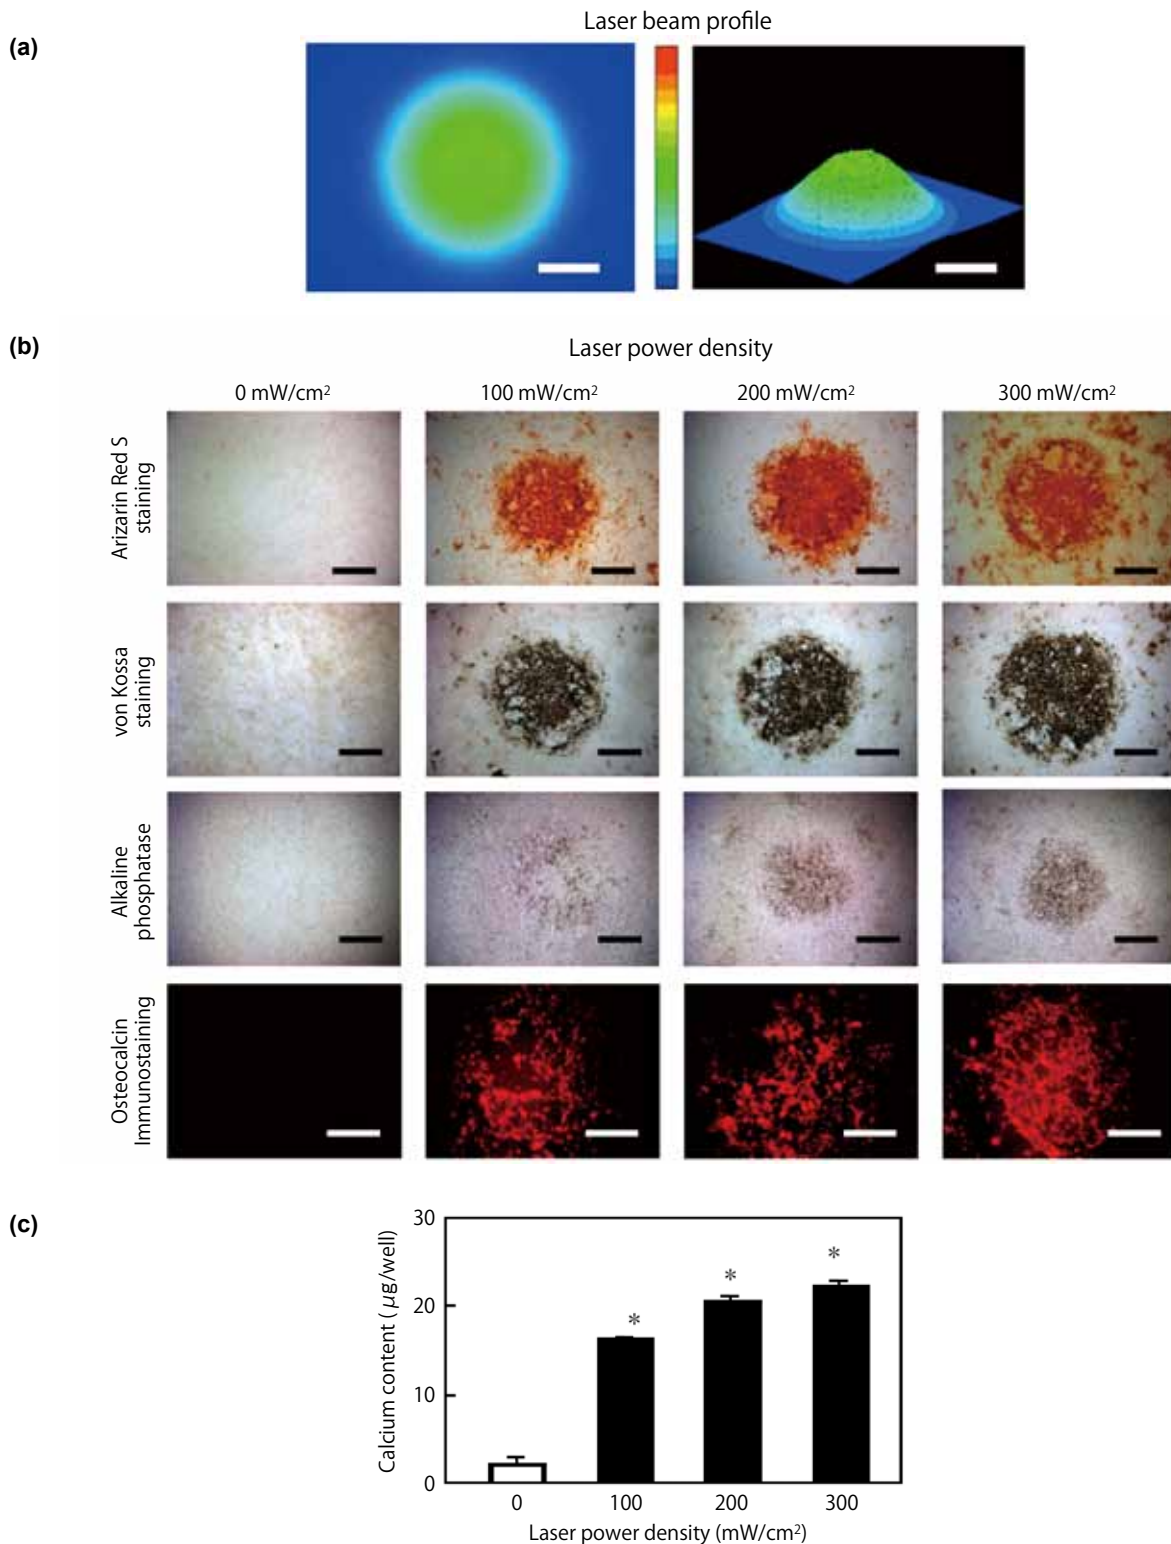 Laser beam profile
(a)
(b)
Laser power density
0 mW/cm²
100 mW/cm²
200 mW/cm²
300 mW/cm²
Arizarin Red S
staining
von Kossa
staining
Alkaline
phosphatase
Osteocalcin
Immunostaining
(c)
Calcium content ( μg/well)
30
20
10
0
*
*
*
0
100
200
300
Laser power density (mW/cm²)